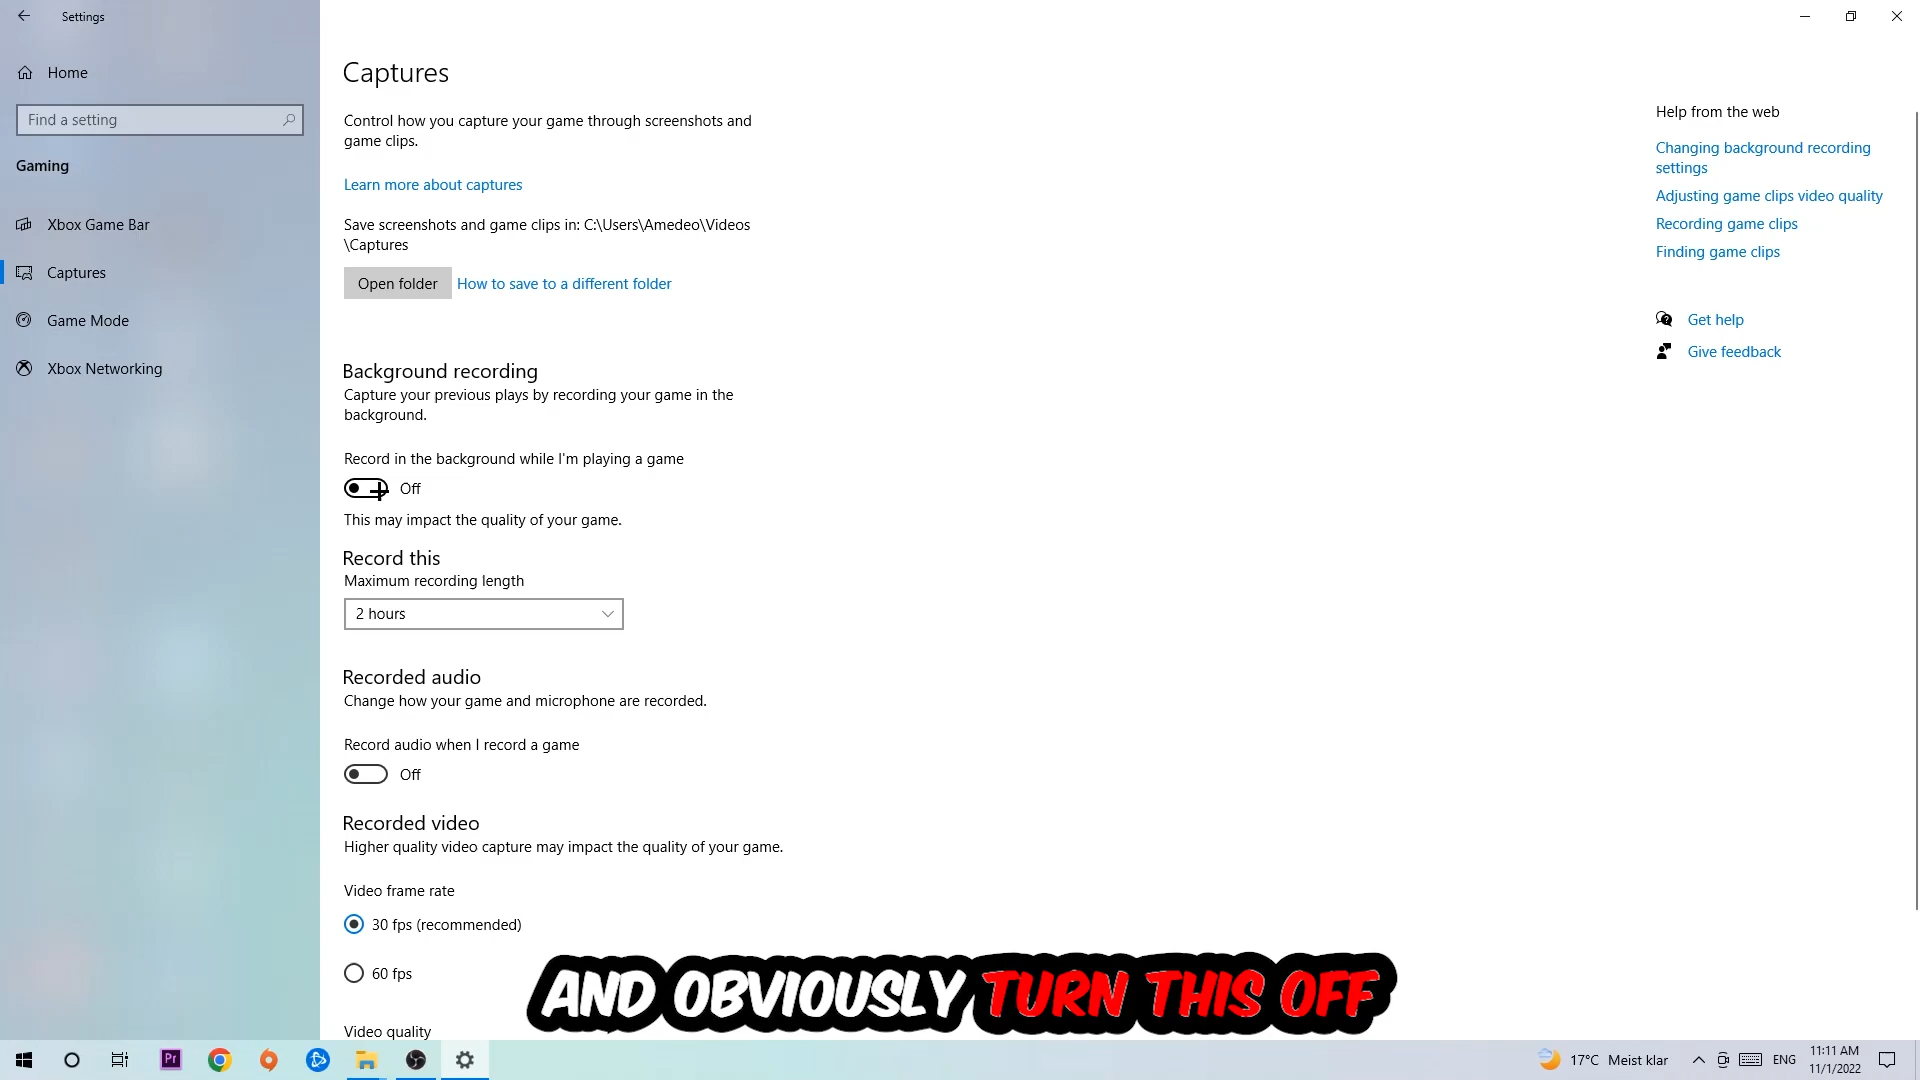 Settings
Home
Find a setting
Gaming
Xbox Game Bar
Captures
Game Mode
Xbox Networking
Captures
Control how you capture your game through screenshots and
game clips.
Learn more about captures
Save screenshots and game clips in: C:\Users\Amedeo\Videos
\Captures
Open folder
How to save to a different folder
Background recording
Capture your previous plays by recording your game in the
background.
Record in the background while I'm playing a game
Off
This may impact the quality of your game.
Record this
Maximum recording length
2 hours
Recorded audio
Change how your game and microphone are recorded.
Record audio when I record a game
Off
Recorded video
Higher quality video capture may impact the quality of your game.
Video frame rate
30 fps (recommended)
60 fps
Video quality
Help from the web
Changing background recording
settings
Adjusting game clips video quality
Recording game clips
Finding game clips
Get help
Give feedback
AND OBVIOUSLY TURN THIS OFF
Pr
17°C Meist klar
ENG
11:11 AM
11/1/2022